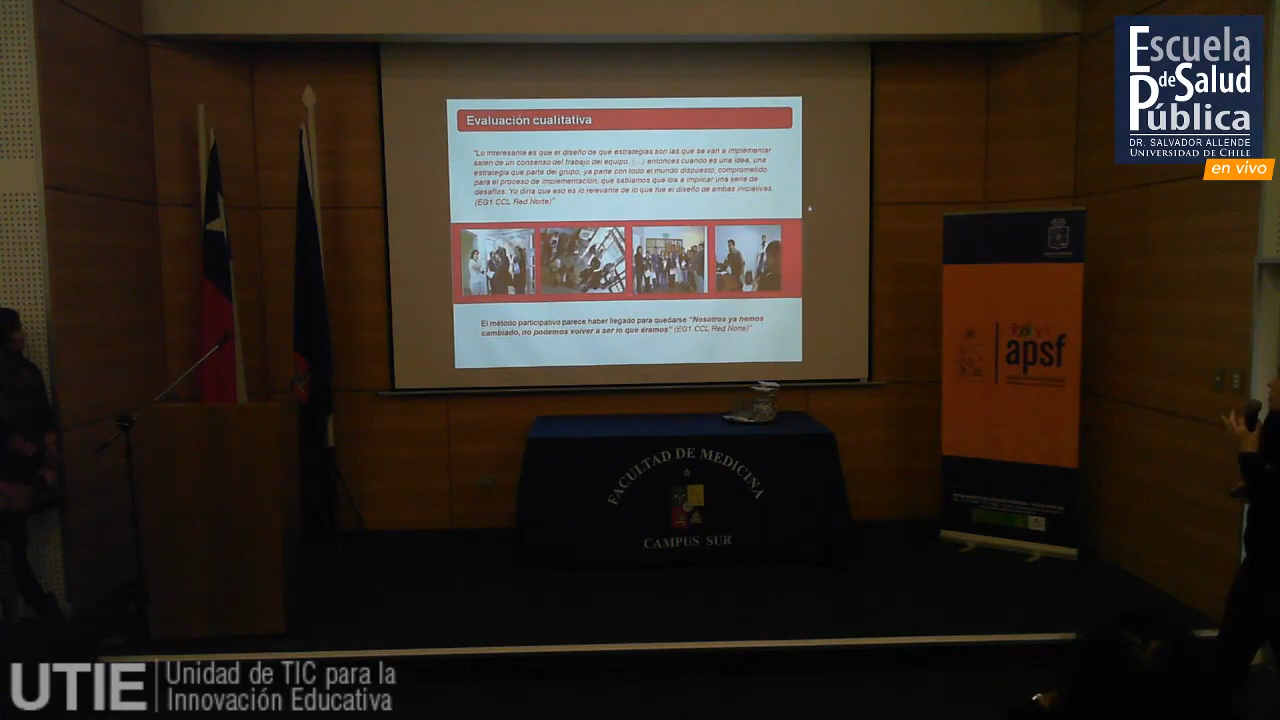 Evaluación cualitativa
"Lo interesante es que el diseño de qué estrategias son las que se van a implementar
salen de un consenso del trabajo del equipo, (...) entonces cuando es una idea, una
estrategia que parte del grupo, ya parte con todo el mundo dispuesto, comprometido
para el proceso de implementación, que sabíamos que iba a implicar una serie de
desafíos. Yo diría que eso es lo relevante de lo que fue el diseño de ambas iniciativas.
(EG1 CCL Red Norte)"
El método participativo parece haber llegado para quedarse "Nosotros ya hemos
cambiado, no podemos volver a ser lo que éramos" (EG1 CCL Red Norte)"
Escuela
de Salud
Pública
DR. SALVADOR ALLENDE
UNIVERSIDAD DE CHILE
en vivo
apsf
FACULTAD DE MEDICINA
CAMPUS SUR
UTIE
Unidad de TIC para la
Innovación Educativa